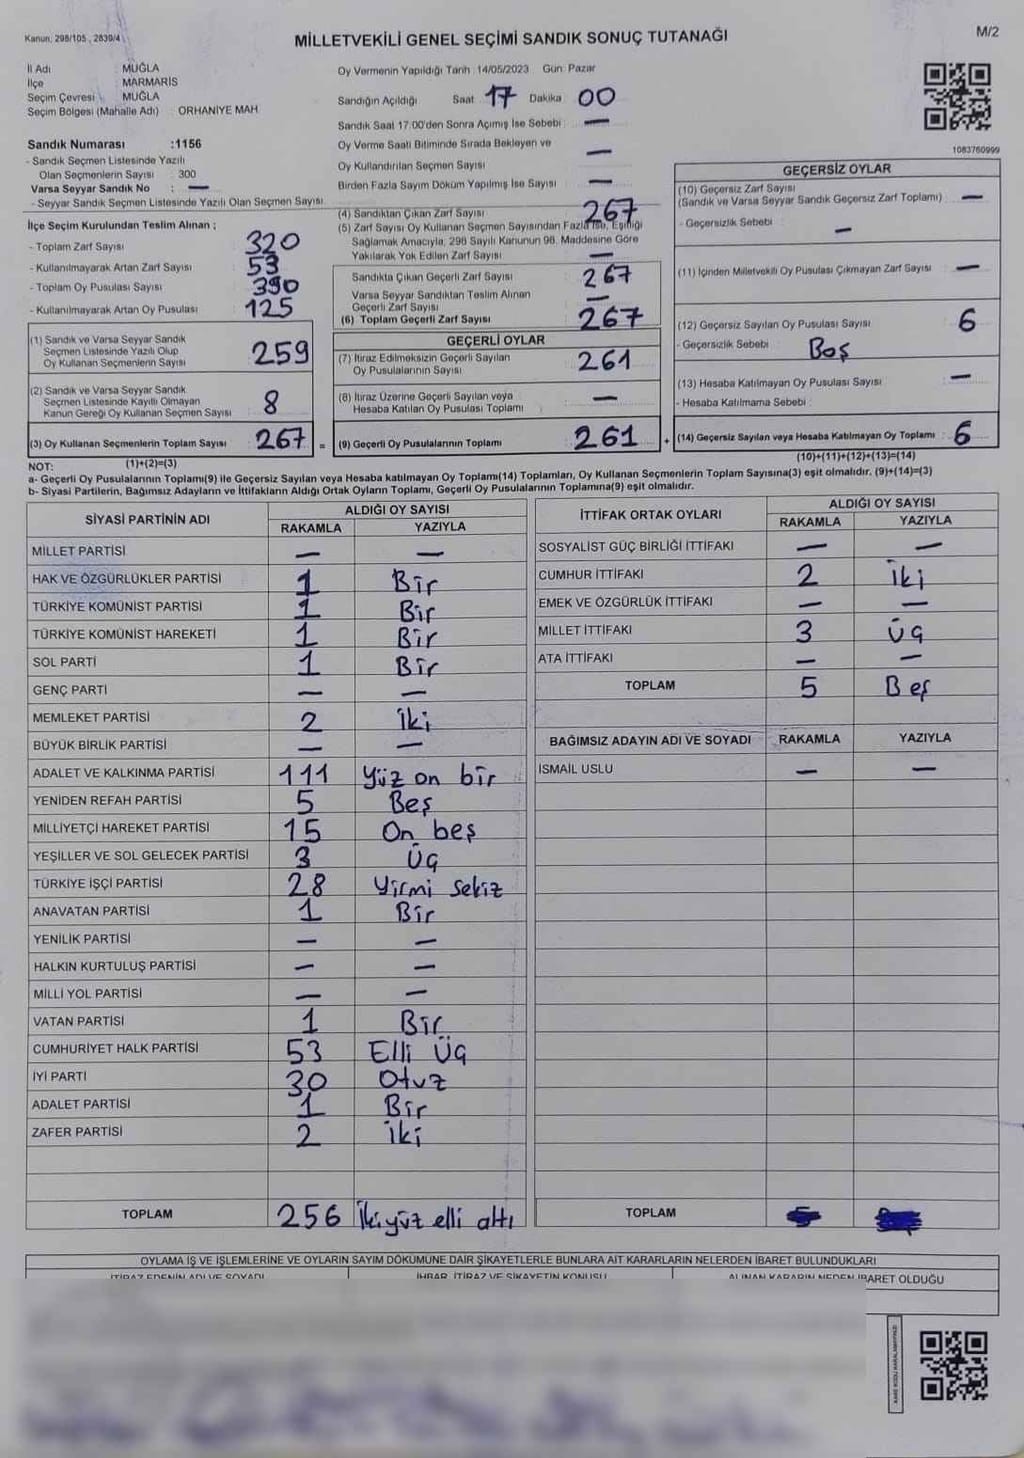 Kanun: 298/105 , 2839/4
MİLLETVEKİLİ GENEL SEÇİMİ SANDIK SONUÇ TUTANAĞI
M/2
İl Adı MUĞLA
İlçe MARMARİS
Seçim Çevresi MUĞLA
Seçim Bölgesi (Mahalle Adı) : ORHANİYE MAH
Sandık Numarası :1156
- Sandık Seçmen Listesinde Yazılı
Olan Seçmenlerin Sayısı : 300
Varsa Seyyar Sandık No : —
- Seyyar Sandık Seçmen Listesinde Yazılı Olan Seçmen Sayısı
İlçe Seçim Kurulundan Teslim Alınan ;
- Toplam Zarf Sayısı 320
- Kullanılmayarak Artan Zarf Sayısı 53
- Toplam Oy Pusulası Sayısı 390
- Kullanılmayarak Artan Oy Pusulası 125
(1) Sandık ve Varsa Seyyar Sandık
Seçmen Listesinde Yazılı Olup
Oy Kullanan Seçmenlerin Sayısı 259
(2) Sandık ve Varsa Seyyar Sandık
Seçmen Listesinde Kayıtlı Olmayan
Kanun Gereği Oy Kullanan Seçmen Sayısı 8
(3) Oy Kullanan Seçmenlerin Toplam Sayısı 267 =
(1)+(2)=(3)
Oy Vermenin Yapıldığı Tarih :14/05/2023 Gün: Pazar
Sandığın Açıldığı Saat 17 Dakika 00
Sandık Saat 17:00'den Sonra Açılmış İse Sebebi : —
Oy Verme Saati Bitiminde Sırada Bekleyen ve
Oy Kullandırılan Seçmen Sayısı —
Birden Fazla Sayım Döküm Yapılmış İse Sayısı —
(4) Sandıktan Çıkan Zarf Sayısı 267
(5) Zarf Sayısı Oy Kullanan Seçmen Sayısından Fazla ise, Eşitliği
Sağlamak Amacıyla, 298 Sayılı Kanunun 98. Maddesine Göre
Yakılarak Yok Edilen Zarf Sayısı —
Sandıkta Çıkan Geçerli Zarf Sayısı 267
Varsa Seyyar Sandıktan Teslim Alınan
Geçerli Zarf Sayısı —
(6) Toplam Geçerli Zarf Sayısı 267
GEÇERLİ OYLAR
(7) İtiraz Edilmeksizin Geçerli Sayılan
Oy Pusulalarının Sayısı 261
(8) İtiraz Üzerine Geçerli Sayılan veya
Hesaba Katılan Oy Pusulası Toplamı —
(9) Geçerli Oy Pusulalarının Toplamı 261 +
1083760999
GEÇERSİZ OYLAR
(10) Geçersiz Zarf Sayısı
(Sandık ve Varsa Seyyar Sandık Geçersiz Zarf Toplamı) —
- Geçersizlik Sebebi :
—
(11) İçinden Milletvekili Oy Pusulası Çıkmayan Zarf Sayısı —
(12) Geçersiz Sayılan Oy Pusulası Sayısı 6
- Geçersizlik Sebebi : Boş
(13) Hesaba Katılmayan Oy Pusulası Sayısı —
- Hesaba Katılmama Sebebi :
(14) Geçersiz Sayılan veya Hesaba Katılmayan Oy Toplamı : 6
(10)+(11)+(12)+(13)=(14)
NOT:
a- Geçerli Oy Pusulalarının Toplamı(9) ile Geçersiz Sayılan veya Hesaba katılmayan Oy Toplamı(14) Toplamları, Oy Kullanan Seçmenlerin Toplam Sayısına(3) eşit olmalıdır. (9)+(14)=(3)
b- Siyasi Partilerin, Bağımsız Adayların ve İttifakların Aldığı Ortak Oyların Toplamı, Geçerli Oy Pusulalarının Toplamına(9) eşit olmalıdır.
SİYASİ PARTİNİN ADI ALDIĞI OY SAYISI
RAKAMLA YAZIYLA
MİLLET PARTİSİ — —
HAK VE ÖZGÜRLÜKLER PARTİSİ 1 Bir
TÜRKİYE KOMÜNİST PARTİSİ 1 Bir
TÜRKİYE KOMÜNİST HAREKETİ 1 Bir
SOL PARTİ 1 Bir
GENÇ PARTİ — —
MEMLEKET PARTİSİ 2 İki
BÜYÜK BİRLİK PARTİSİ — —
ADALET VE KALKINMA PARTİSİ 111 Yüz on bir
YENİDEN REFAH PARTİSİ 5 Beş
MİLLİYETÇİ HAREKET PARTİSİ 15 On beş
YEŞİLLER VE SOL GELECEK PARTİSİ 3 Üç
TÜRKİYE İŞÇİ PARTİSİ 28 Yirmi sekiz
ANAVATAN PARTİSİ 1 Bir
YENİLİK PARTİSİ — —
HALKIN KURTULUŞ PARTİSİ — —
MİLLİ YOL PARTİSİ — —
VATAN PARTİSİ 1 Bir
CUMHURİYET HALK PARTİSİ 53 Elli Üç
İYİ PARTİ 30 Otuz
ADALET PARTİSİ 1 Bir
ZAFER PARTİSİ 2 İki
TOPLAM 256 İkiyüz elli altı
İTTİFAK ORTAK OYLARI ALDIĞI OY SAYISI
RAKAMLA YAZIYLA
SOSYALİST GÜÇ BİRLİĞİ İTTİFAKI — —
CUMHUR İTTİFAKI 2 İki
EMEK VE ÖZGÜRLÜK İTTİFAKI — —
MİLLET İTTİFAKI 3 Üç
ATA İTTİFAKI — —
TOPLAM 5 Beş
BAĞIMSIZ ADAYIN ADI VE SOYADI RAKAMLA YAZIYLA
İSMAİL USLU — —
TOPLAM
OYLAMA İŞ VE İŞLEMLERİNE VE OYLARIN SAYIM DÖKÜMÜNE DAİR ŞİKAYETLERLE BUNLARA AİT KARARLARIN NELERDEN İBARET BULUNDUKLARI
İTİRAZ EDENİN ADI VE SOYADI İHBAR, İTİRAZ VE ŞİKAYETİN KONUSU ALINAN KARARIN NEDEN İBARET OLDUĞU